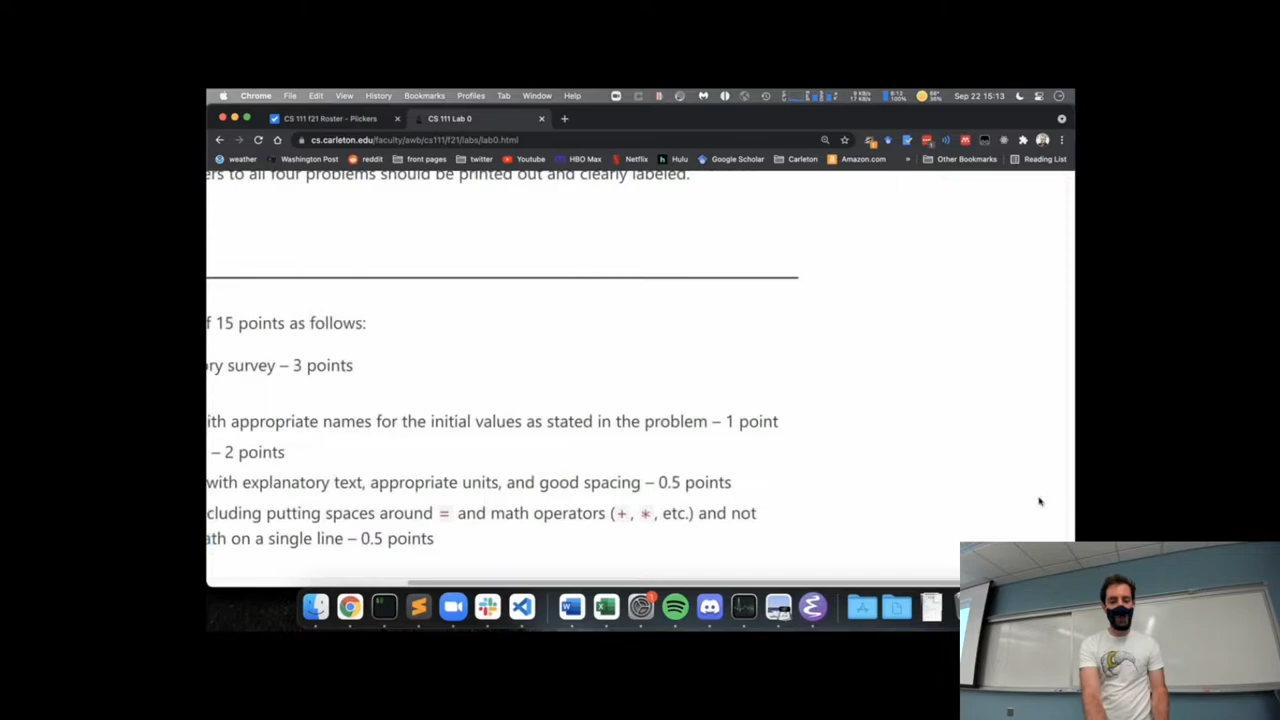 Chrome File Edit View History Bookmarks Profiles Tab Window Help Sep 22 15:13
CS 111 f21 Roster - Plickers CS 111 Lab 0
cs.carleton.edu/faculty/awb/cs111/f21/labs/lab0.html
weather Washington Post reddit front pages twitter Youtube HBO Max Netflix Hulu Google Scholar Carleton Amazon.com » Other Bookmarks Reading List
ers to all four problems should be printed out and clearly labeled.
f 15 points as follows:
ory survey – 3 points
ith appropriate names for the initial values as stated in the problem – 1 point
– 2 points
with explanatory text, appropriate units, and good spacing – 0.5 points
cluding putting spaces around = and math operators (+, *, etc.) and not
ath on a single line – 0.5 points